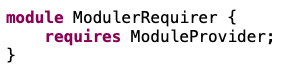 module ModulerRequirer {
    requires ModuleProvider;
}